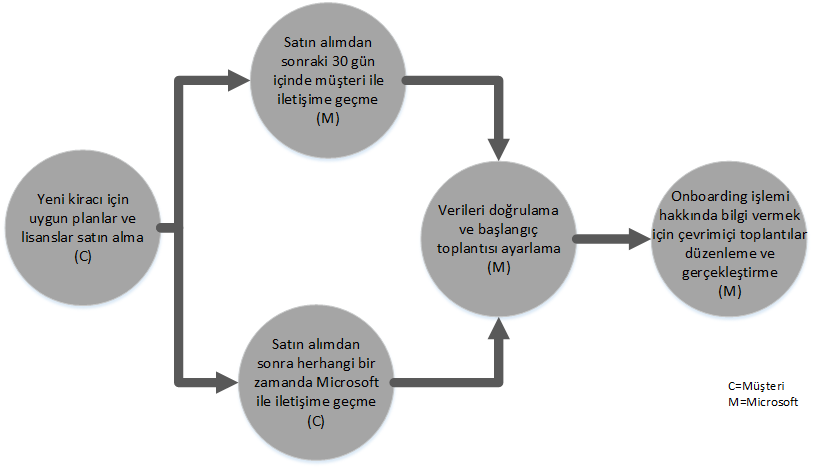 Yeni kiracı için
uygun planlar ve
lisanslar satın alma
(C)
Satın alımdan
sonraki 30 gün
içinde müşteri ile
iletişime geçme
(M)
Satın alımdan
sonra herhangi bir
zamanda Microsoft
ile iletişime geçme
(C)
Verileri doğrulama
ve başlangıç
toplantısı ayarlama
(M)
Onboarding işlemi
hakkında bilgi vermek
için çevrimiçi toplantılar
düzenleme ve
gerçekleştirme
(M)
C=Müşteri
M=Microsoft